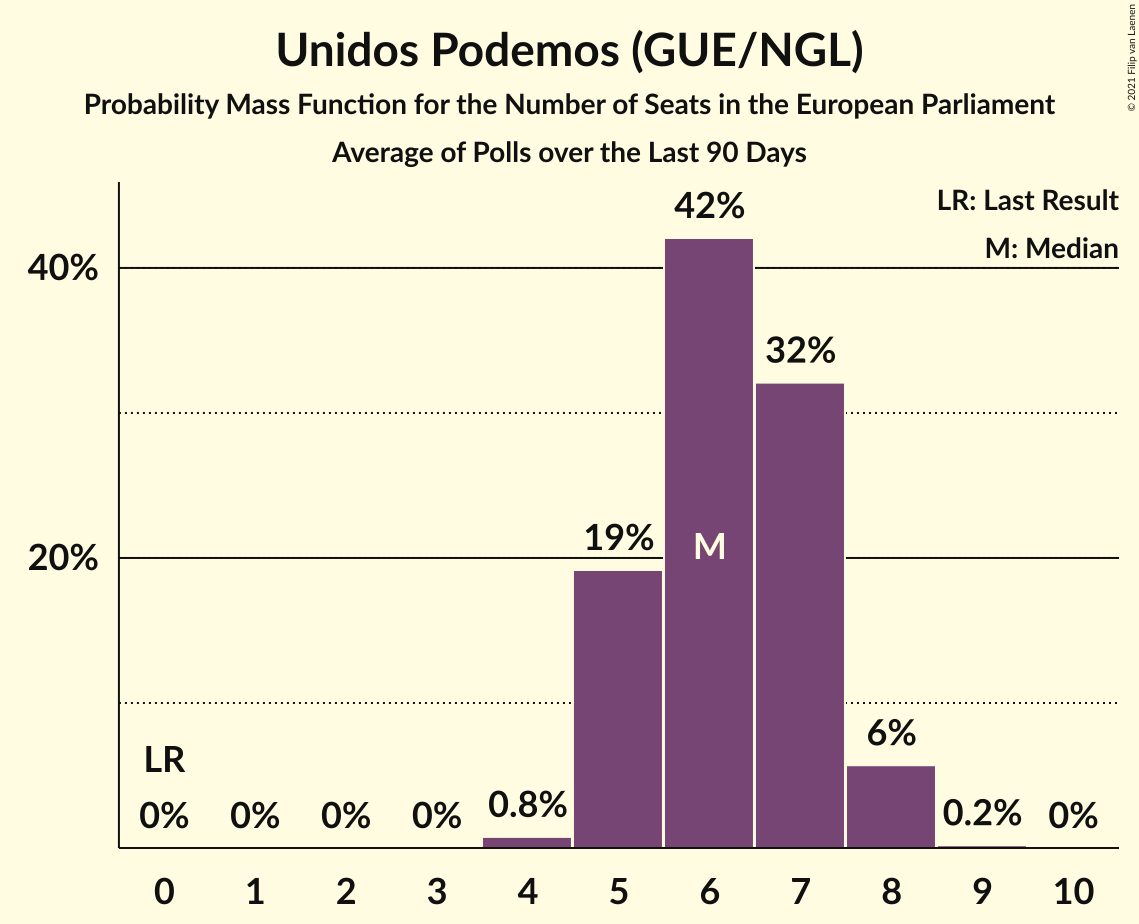 Unidos Podemos (GUE/NGL)
Probability Mass Function for the Number of Seats in the European Parliament
Average of Polls over the Last 90 Days
© 2021 Filip van Laenen
LR: Last Result
M: Median
42%
40%
32%
19%
M
20%
6%
LR
0% 0% 0% 0% 0.8% 0.2% 0%
0 1 2 3 4 5 6 7 8 9 10